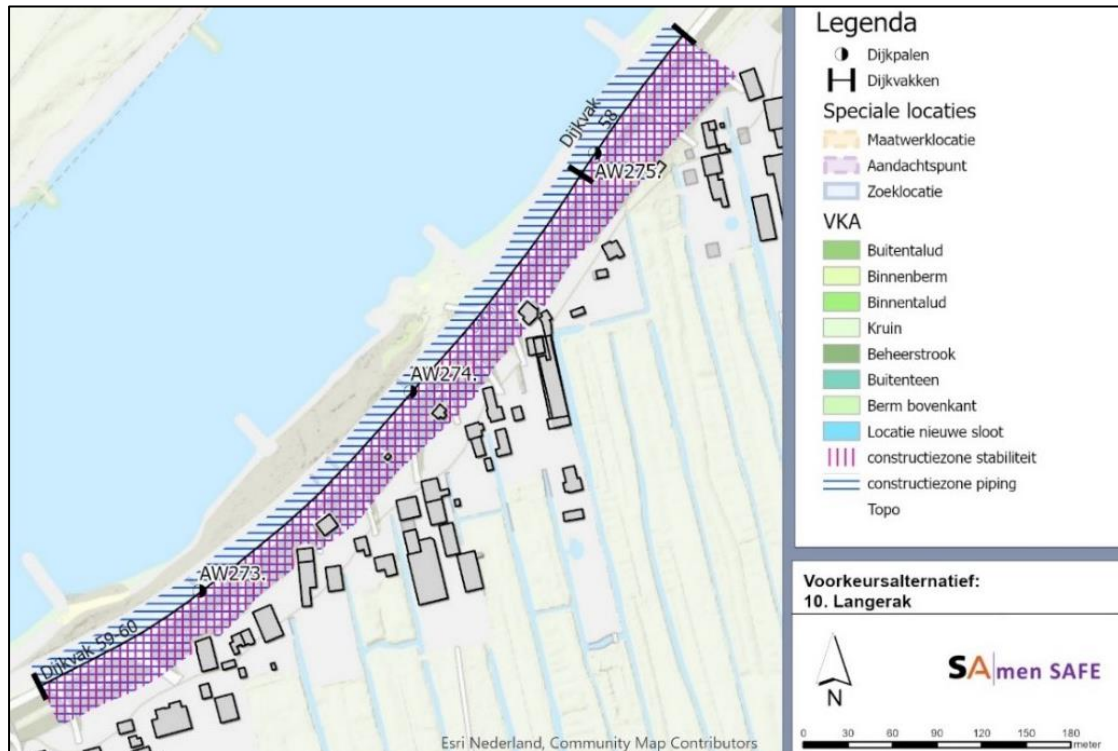 Dijkvak
58
AW275?
AW274.
AW273.
Dijkvak 59-60
Esri Nederland, Community Map Contributors
Legenda
Dijkpalen
Dijkvakken
Speciale locaties
Maatwerklocatie
Aandachtspunt
Zoeklocatie
VKA
Buitentalud
Binnenberm
Binnentalud
Kruin
Beheerstrook
Buitenteen
Berm bovenkant
Locatie nieuwe sloot
constructiezone stabiliteit
constructiezone piping
Topo
Voorkeursalternatief:
10. Langerak
N
SAmen SAFE
0 30 60 90 120 150 180
meter